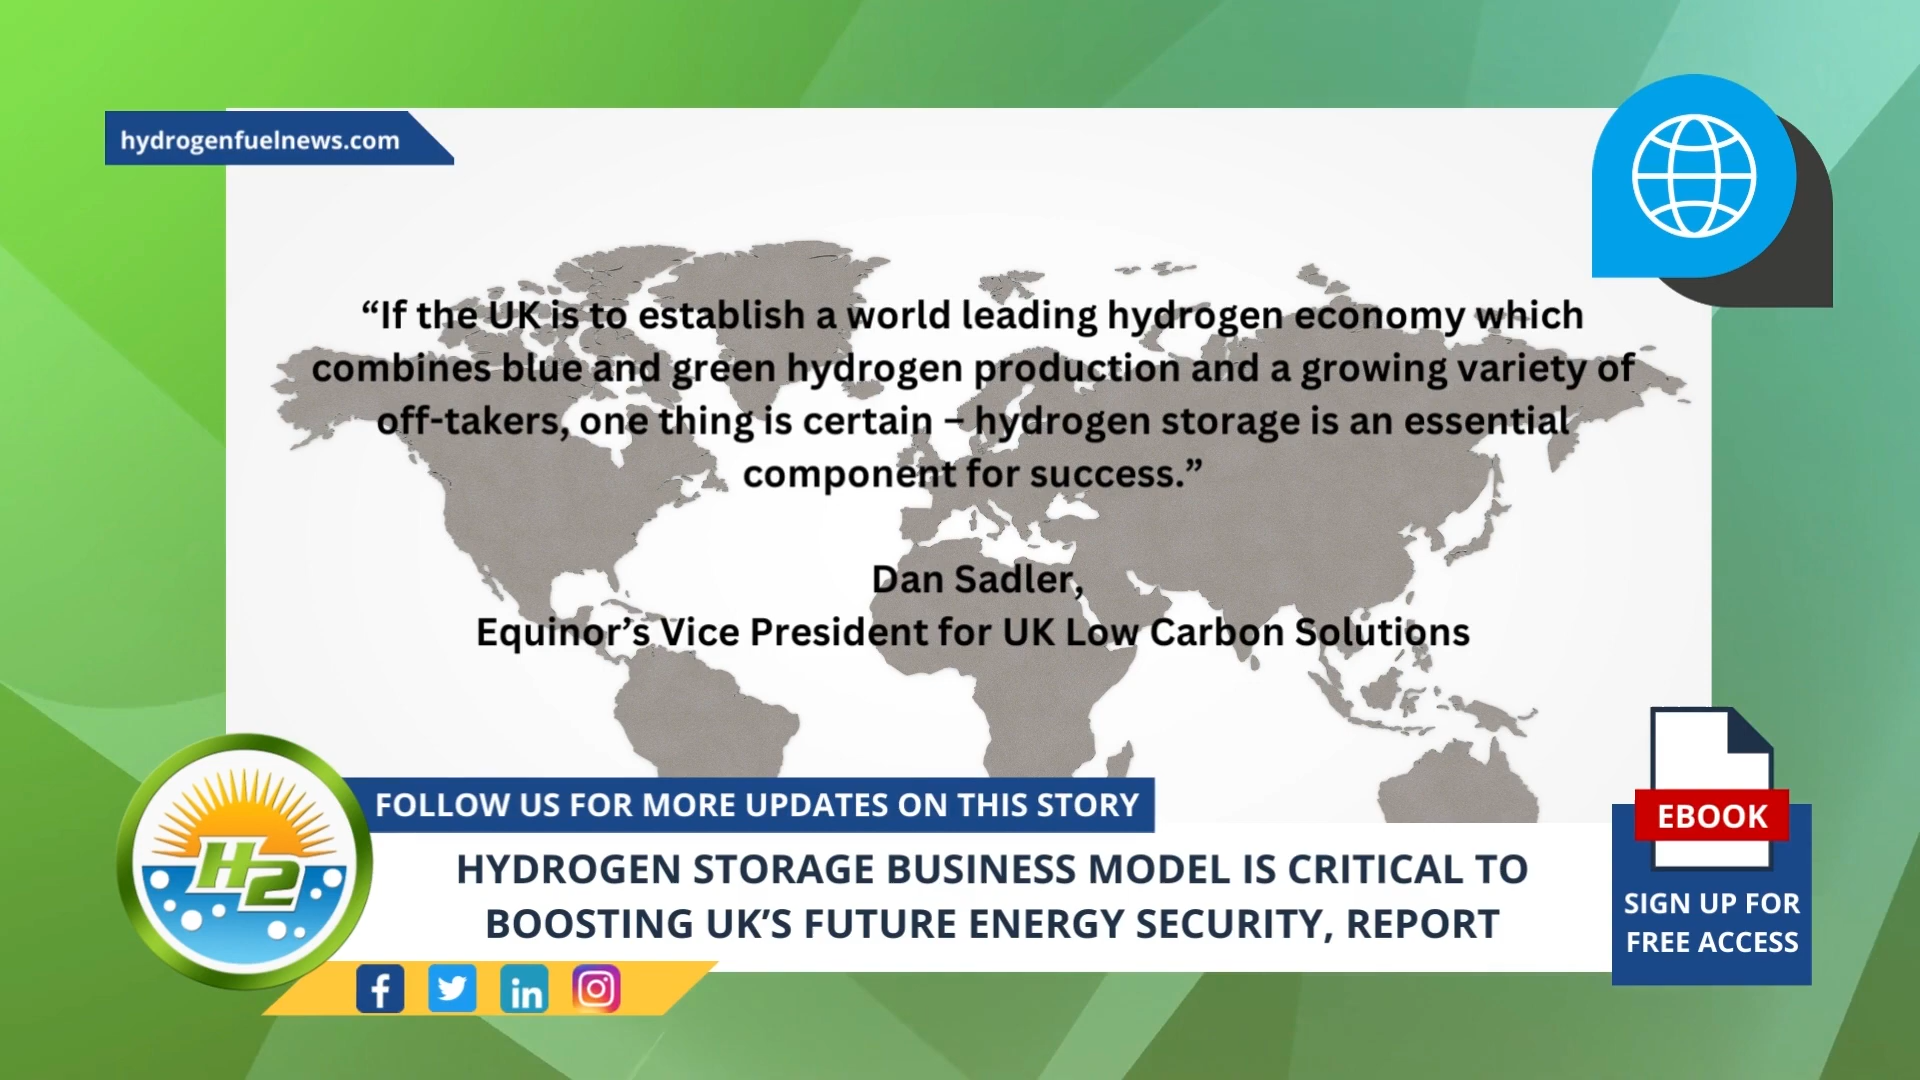 hydrogenfuelnews.com
“If the UK is to establish a world leading hydrogen economy which
combines blue and green hydrogen production and a growing variety of
off-takers, one thing is certain – hydrogen storage is an essential
component for success.”
Dan Sadler,
Equinor’s Vice President for UK Low Carbon Solutions
FOLLOW US FOR MORE UPDATES ON THIS STORY
H2
HYDROGEN STORAGE BUSINESS MODEL IS CRITICAL TO
BOOSTING UK’S FUTURE ENERGY SECURITY, REPORT
EBOOK
SIGN UP FOR
FREE ACCESS
f
in